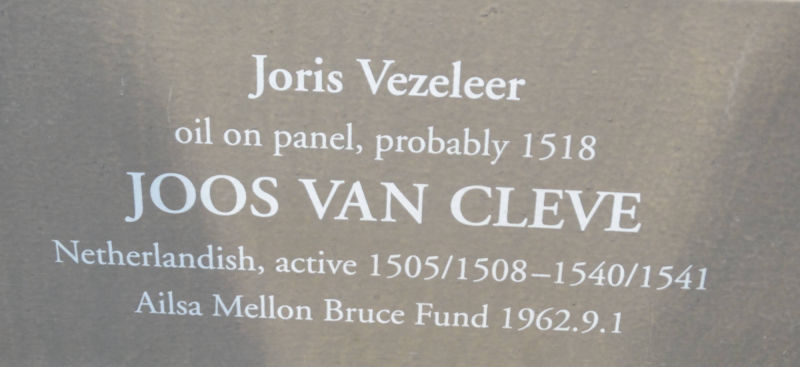 Joris Vezeleer
oil on panel, probably 1518
JOOS VAN CLEVE
Netherlandish, active 1505/1508–1540/1541
Ailsa Mellon Bruce Fund 1962.9.1